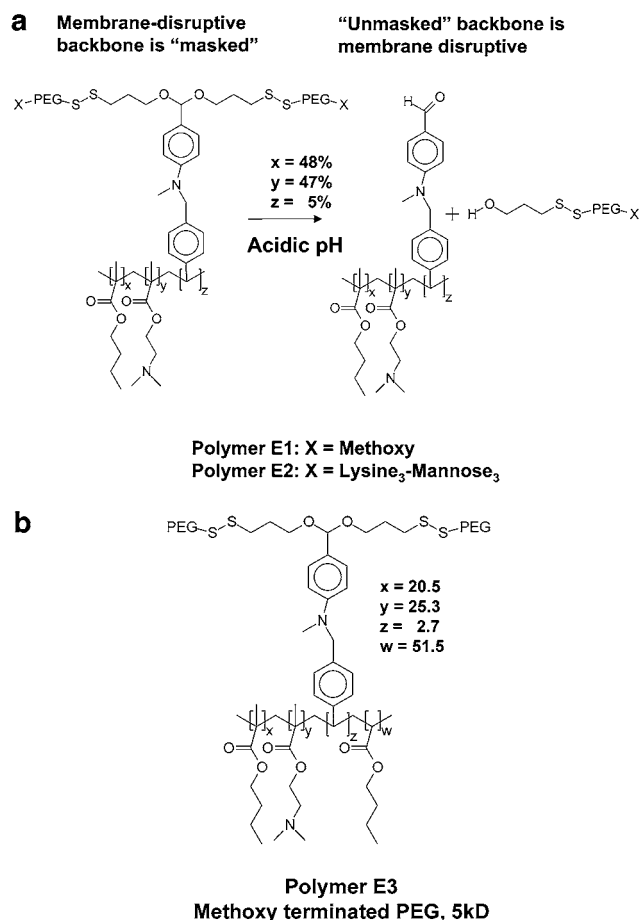 a
Membrane-disruptive
backbone is “masked”
“Unmasked” backbone is
membrane disruptive
X–PEG S S O O S S PEG X
H O
N
x = 48%
y = 47%
z = 5%
Acidic pH
N
+
H O S S–PEG X
[ ]x [ ]y [ ]z
[ ]x [ ]y [ ]z
O O
O O
O O
O O
N
N
Polymer E1: X = Methoxy
Polymer E2: X = Lysine3-Mannose3
b
PEG S S O O S S PEG
x = 20.5
y = 25.3
z = 2.7
w = 51.5
N
[ ]x [ ]y [ ]z [ ]w
O O O
O O O
N
Polymer E3
Methoxy terminated PEG, 5kD